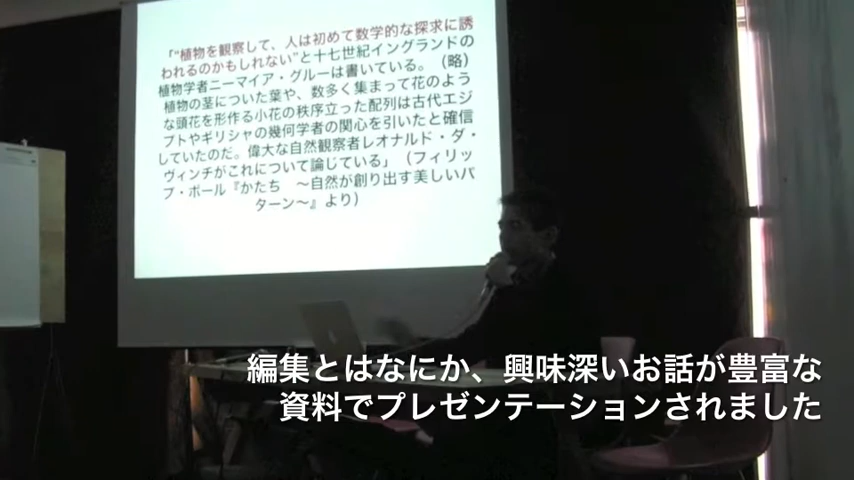 「“植物を観察して、人は初めて数学的な探求に誘
われるのかもしれない”と十七世紀イングランドの
植物学者ニーマイア・グルーは書いている。（略）
植物の茎についた葉や、数多く集まって花のよう
な頭花を形作る小花の秩序立った配列は古代エジ
プトやギリシャの幾何学者の関心を引いたと確信
していたのだ。偉大な自然観察者レオナルド・ダ・
ヴィンチがこれについて論じている」（フィリッ
プ・ボール『かたち　〜自然が創り出す美しいパ
ターン〜』より）
編集とはなにか、興味深いお話が豊富な
資料でプレゼンテーションされました